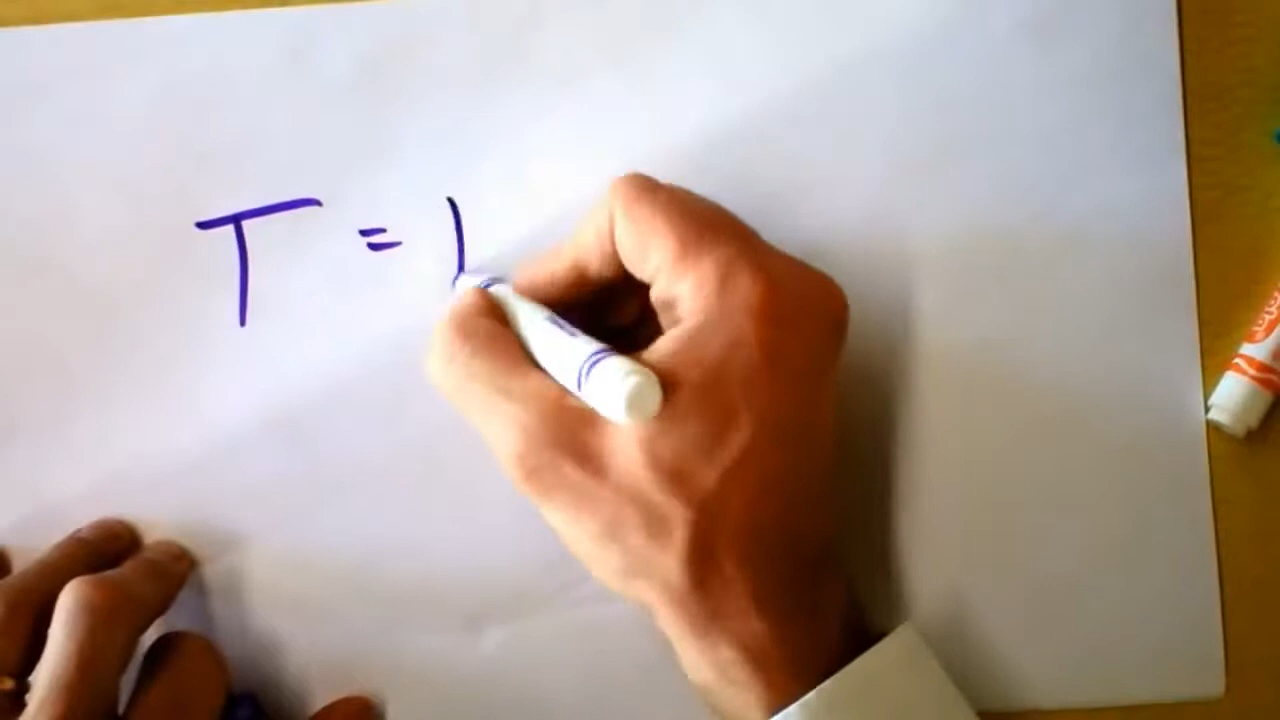 T = 1